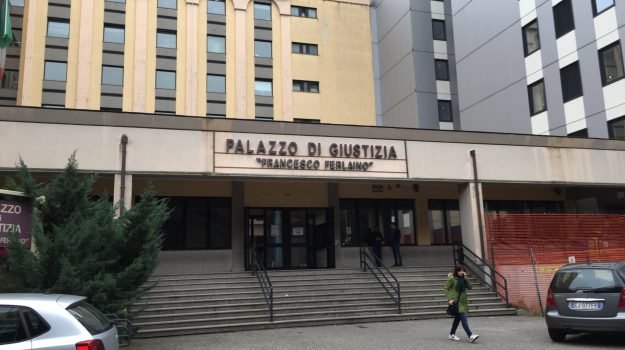 PALAZZO DI GIUSTIZIA
"FRANCESCO FERLAINO"